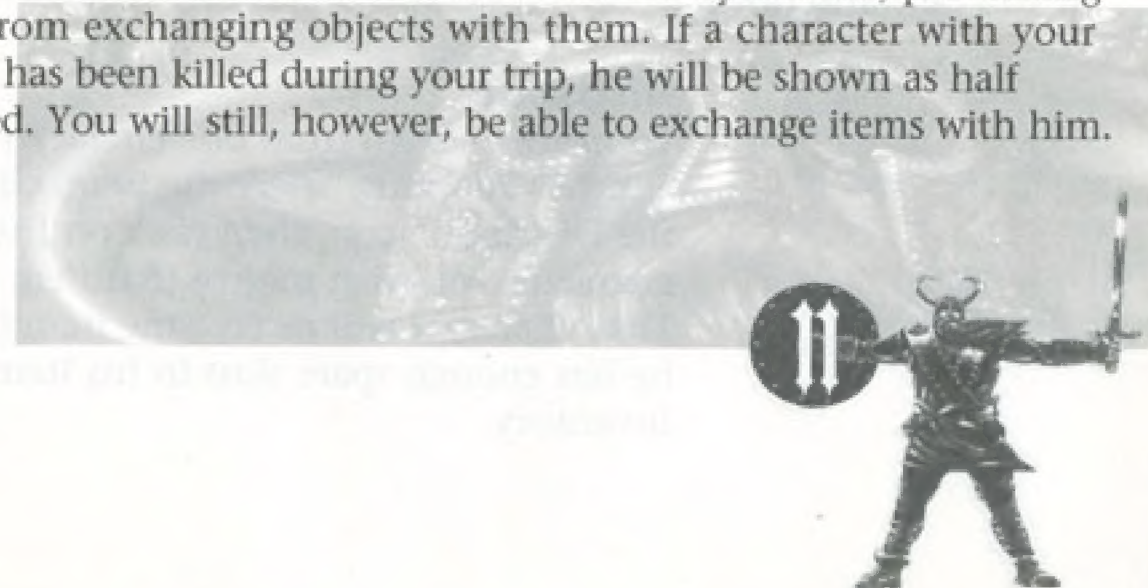 rom exchanging objects with them. If a character with your
has been killed during your trip, he will be shown as half
d. You will still, however, be able to exchange items with him.
11